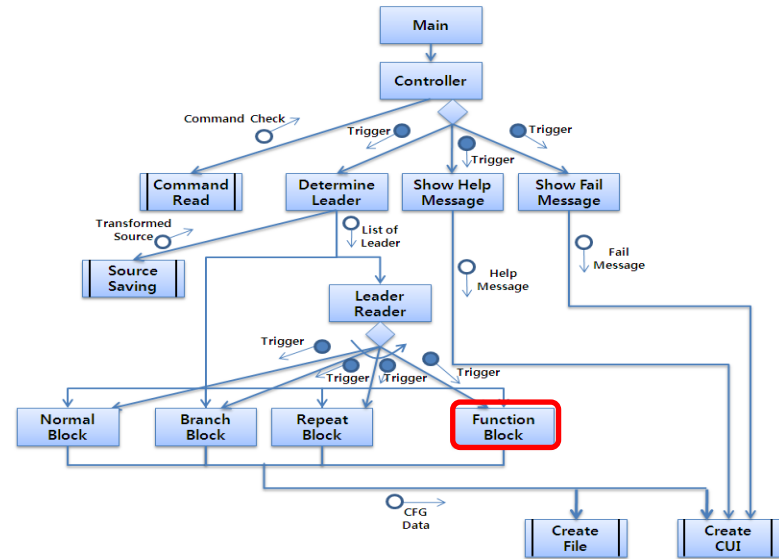 Main
Controller
Command Check
Trigger
Trigger
Trigger
Command
Read
Determine
Leader
Show Help
Message
Show Fail
Message
Transformed
Source
List of
Leader
Source
Saving
Help
Message
Fail
Message
Leader
Reader
Trigger
Trigger
Trigger
Trigger
Normal
Block
Branch
Block
Repeat
Block
Function
Block
CFG
Data
Create
File
Create
CUI